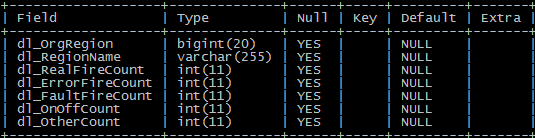 | Field | Type | Null | Key | Default | Extra |
| dl_OrgRegion | bigint(20) | YES | | NULL | |
| dl_RegionName | varchar(255) | YES | | NULL | |
| dl_RealFireCount | int(11) | YES | | NULL | |
| dl_ErrorFireCount | int(11) | YES | | NULL | |
| dl_FaultFireCount | int(11) | YES | | NULL | |
| dl_OnOffCount | int(11) | YES | | NULL | |
| dl_OtherCount | int(11) | YES | | NULL | |